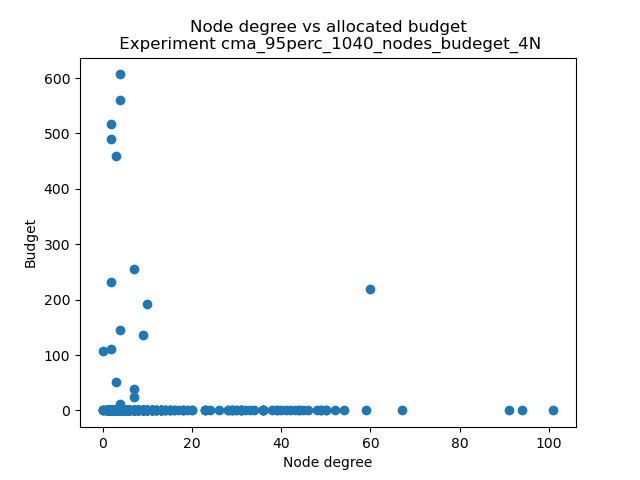 Node degree vs allocated budget
Experiment cma_95perc_1040_nodes_budeget_4N
600
500
400
300
200
100
0
Budget
0 20 40 60 80 100
Node degree